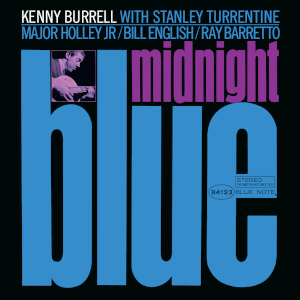 KENNY BURRELL WITH STANLEY TURRENTINE
MAJOR HOLLEY JR/BILL ENGLISH/RAY BARRETTO
midnight
blue
STEREO
84123 BLUE NOTE